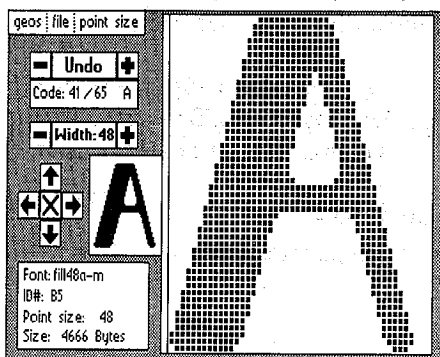 geos file point size
− Undo +
Code: 41/65 A
− Width: 48 +
A
Font: fill48a-m
ID#: B5
Point size: 48
Size: 4666 Bytes